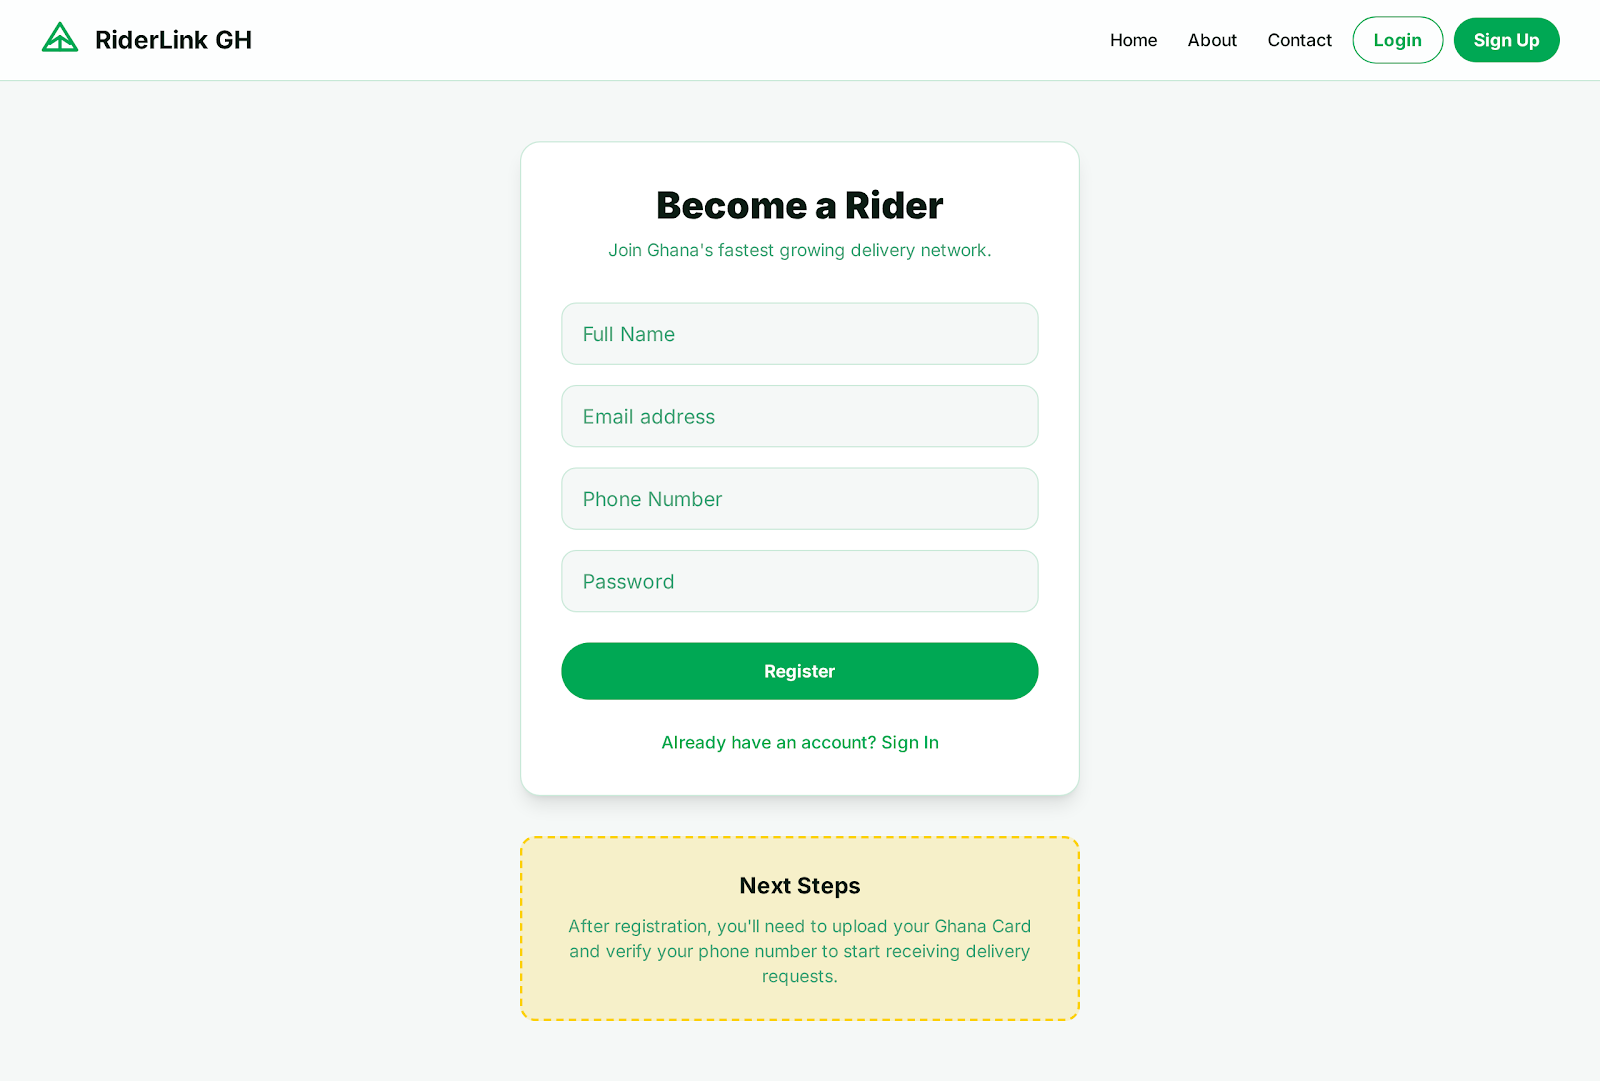 RiderLink GH
Home
About
Contact
Login
Sign Up
Become a Rider
Join Ghana's fastest growing delivery network.
Full Name
Email address
Phone Number
Password
Register
Already have an account? Sign In
Next Steps
After registration, you'll need to upload your Ghana Card
and verify your phone number to start receiving delivery
requests.